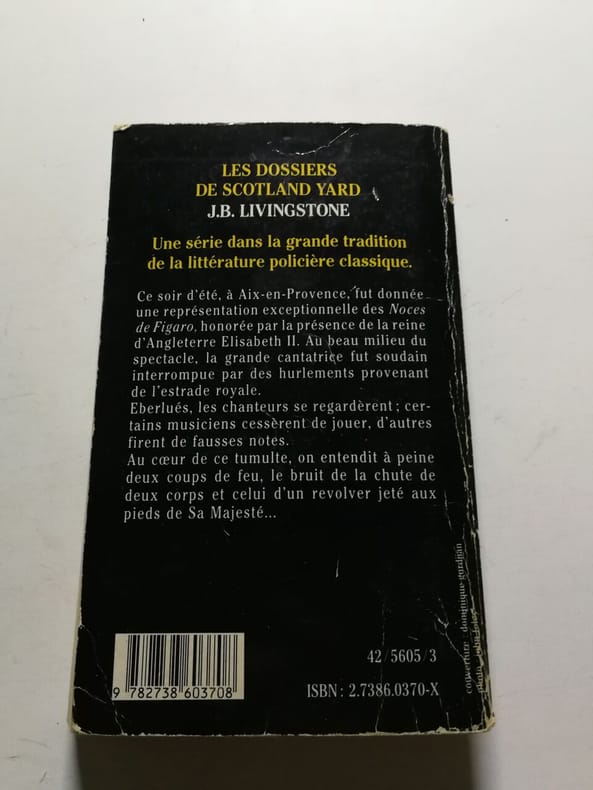 LES DOSSIERS
DE SCOTLAND YARD
J.B. LIVINGSTONE
Une série dans la grande tradition
de la littérature policière classique.
Ce soir d'été, à Aix-en-Provence, fut donnée
une représentation exceptionnelle des Noces
de Figaro, honorée par la présence de la reine
d'Angleterre Elisabeth II. Au beau milieu du
spectacle, la grande cantatrice fut soudain
interrompue par des hurlements provenant
de l'estrade royale.
Eberlués, les chanteurs se regardèrent ; cer-
tains musiciens cessèrent de jouer, d'autres
firent de fausses notes.
Au cœur de ce tumulte, on entendit à peine
deux coups de feu, le bruit de la chute de
deux corps et celui d'un revolver jeté aux
pieds de Sa Majesté...
42/5605/3
9 782738 603708
ISBN : 2.7386.0370-X
couverture : dominique gurdjian
photo